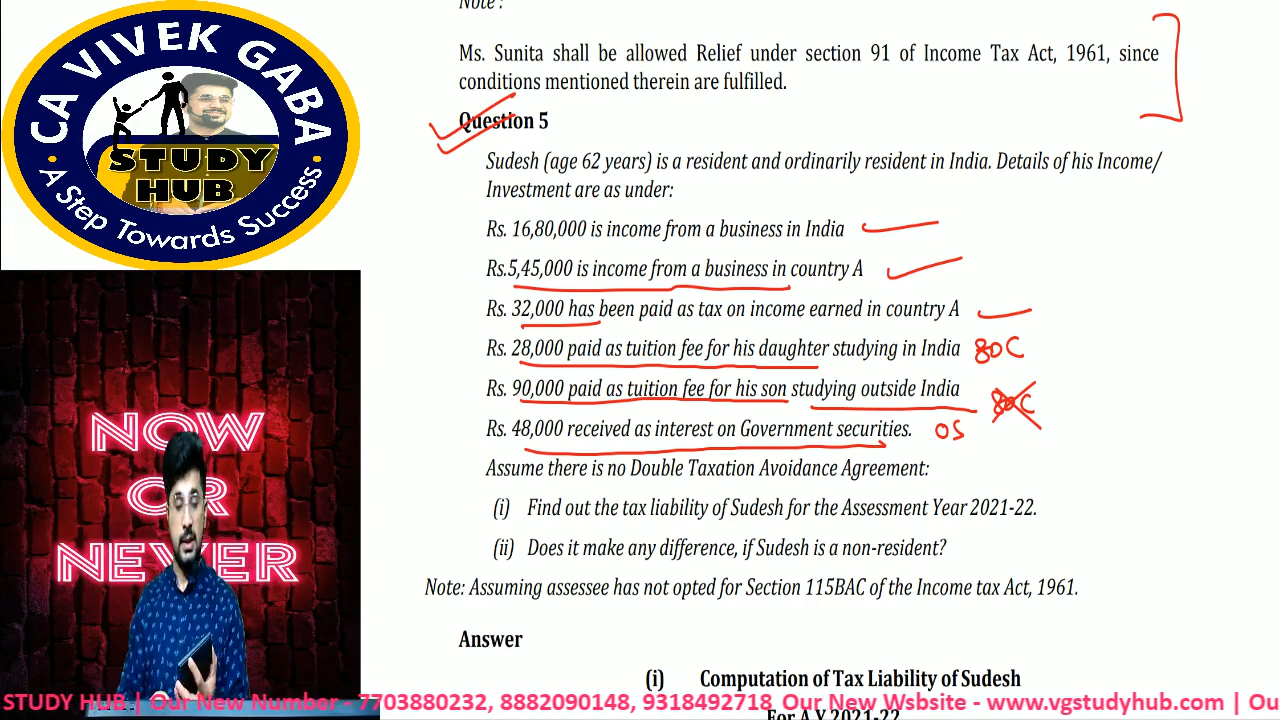 Note :
Ms. Sunita shall be allowed Relief under section 91 of Income Tax Act, 1961, since
conditions mentioned therein are fulfilled.
Question 5
Sudesh (age 62 years) is a resident and ordinarily resident in India. Details of his Income/
Investment are as under:
Rs. 16,80,000 is income from a business in India
Rs.5,45,000 is income from a business in country A
Rs. 32,000 has been paid as tax on income earned in country A
Rs. 28,000 paid as tuition fee for his daughter studying in India 80C
Rs. 90,000 paid as tuition fee for his son studying outside India 80C
Rs. 48,000 received as interest on Government securities. OS
Assume there is no Double Taxation Avoidance Agreement:
(i) Find out the tax liability of Sudesh for the Assessment Year 2021-22.
(ii) Does it make any difference, if Sudesh is a non-resident?
Note: Assuming assessee has not opted for Section 115BAC of the Income tax Act, 1961.
Answer
(i) Computation of Tax Liability of Sudesh
For A.Y 2021-22
CA VIVEK GABA
STUDY
HUB
A Step Towards Success
NOW
OR
NEVER
STUDY HUB | Our New Number - 7703880232, 8882090148, 9318492718 Our New Wsbsite - www.vgstudyhub.com | Ou